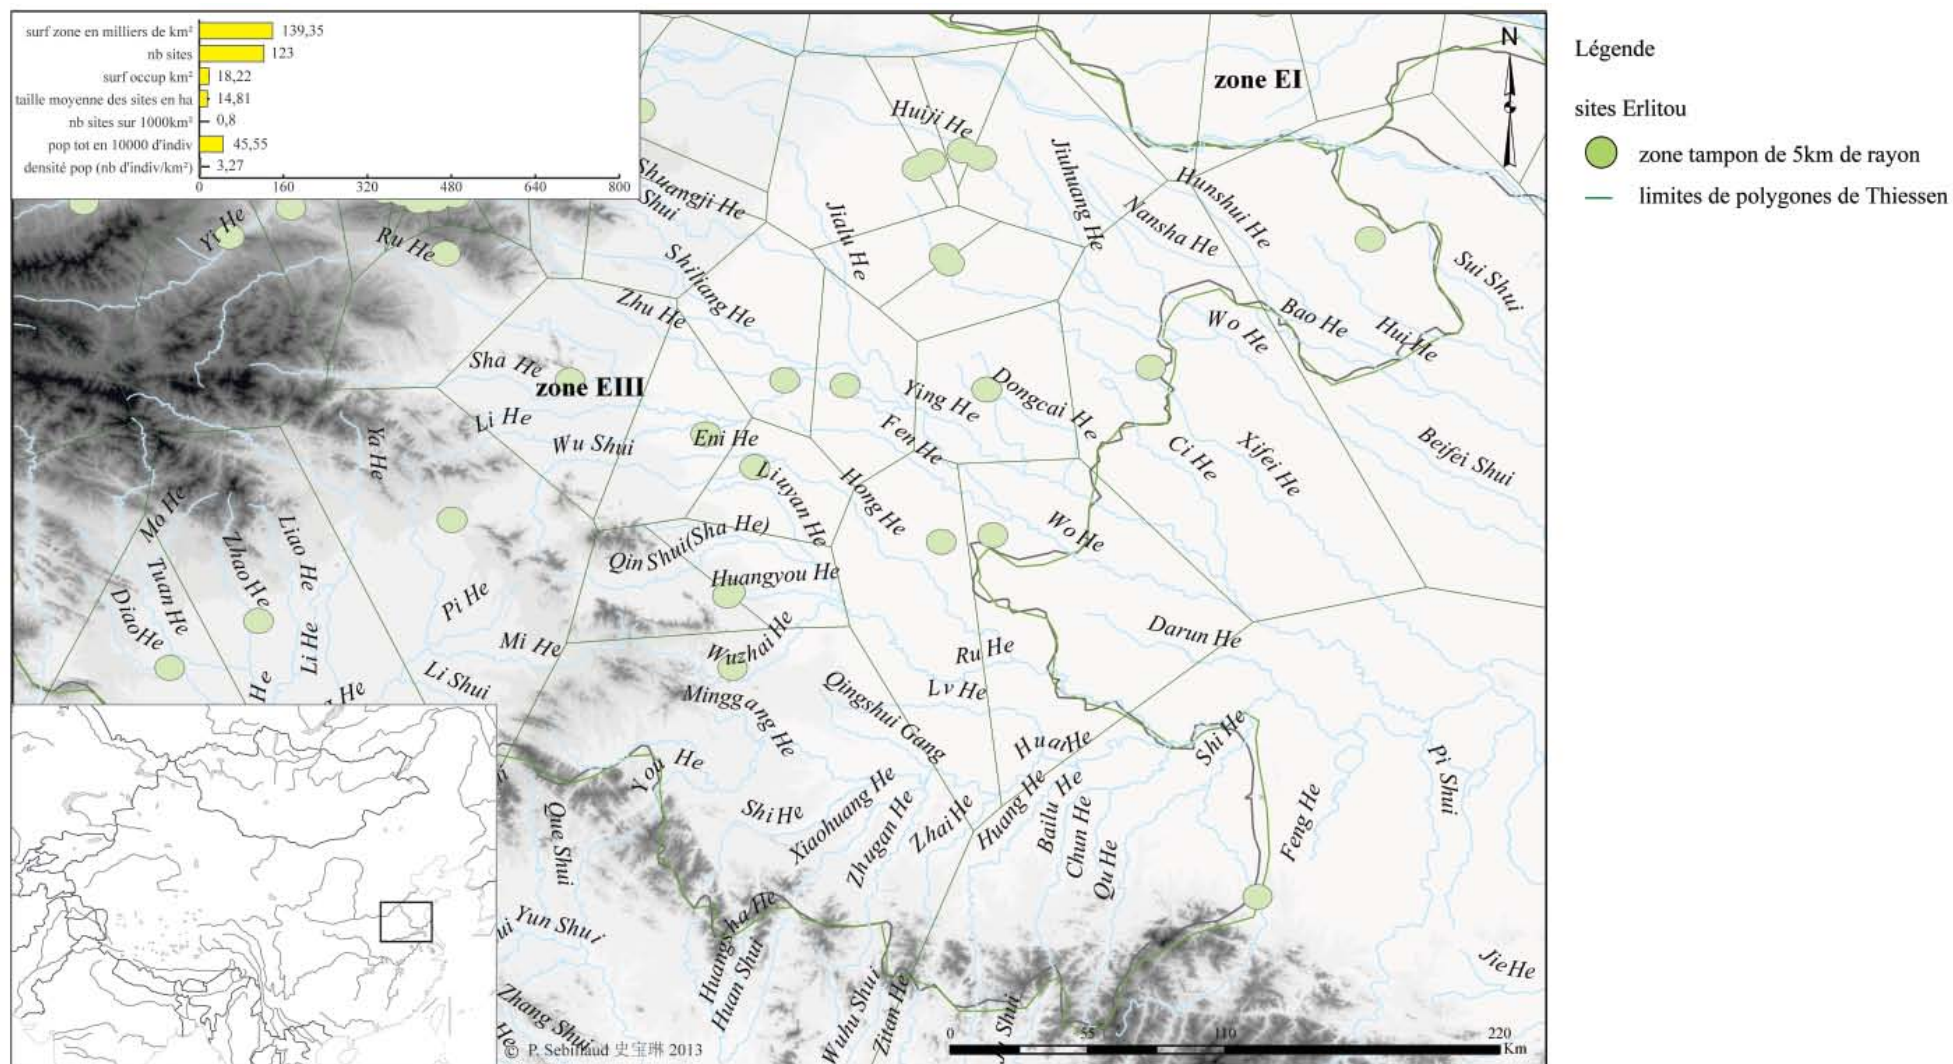 surf zone en milliers de km² 139,35
nb sites 123
surf occup km² 18,22
taille moyenne des sites en ha 14,81
nb sites sur 1000km² 0,8
pop tot en 10000 d'indiv 45,55
densité pop (nb d'indiv/km²) 3,27
0 160 320 480 640 800
zone EI
N
Légende
sites Erlitou
zone tampon de 5km de rayon
limites de polygones de Thiessen
Huiji He
Jiuhuang He
Hunshui He
Nansha He
Shuangji He
Shui
Jialu He
Yi He
Ru He
Shiliang He
Sui Shui
Zhu He
Bao He
Wo He
Hui He
Sha He
zone EIII
Ying He
Dongcai He
Li He
Wu Shui
Eni He
Fen He
Ya He
Ci He
Xifei He
Beifei Shui
Liuyan He
Hong He
Mo He
Zhao He
Liao He
Qin Shui(Sha He)
Wo He
Tuan He
Diao He
Huangyou He
Pi He
Mi He
Wuzhai He
Darun He
Li He
He
He
Li Shui
Ru He
Lv He
Minggang He
Qingshui Gang
Huai He
Shi He
Pi Shui
You He
Que Shui
Shi He
Xiaohuang He
Zhugan He
Zhai He
Huang He
Bailu He
Chun He
Qu He
Feng He
ui
Yun Shui
Huangsha He
Huan Shui
Wuhu Shui
Zitan He
Jie He
Zhang Shui
He
Shui
0 55 110 220
Km
© P. Sebillaud 史宝琳 2013